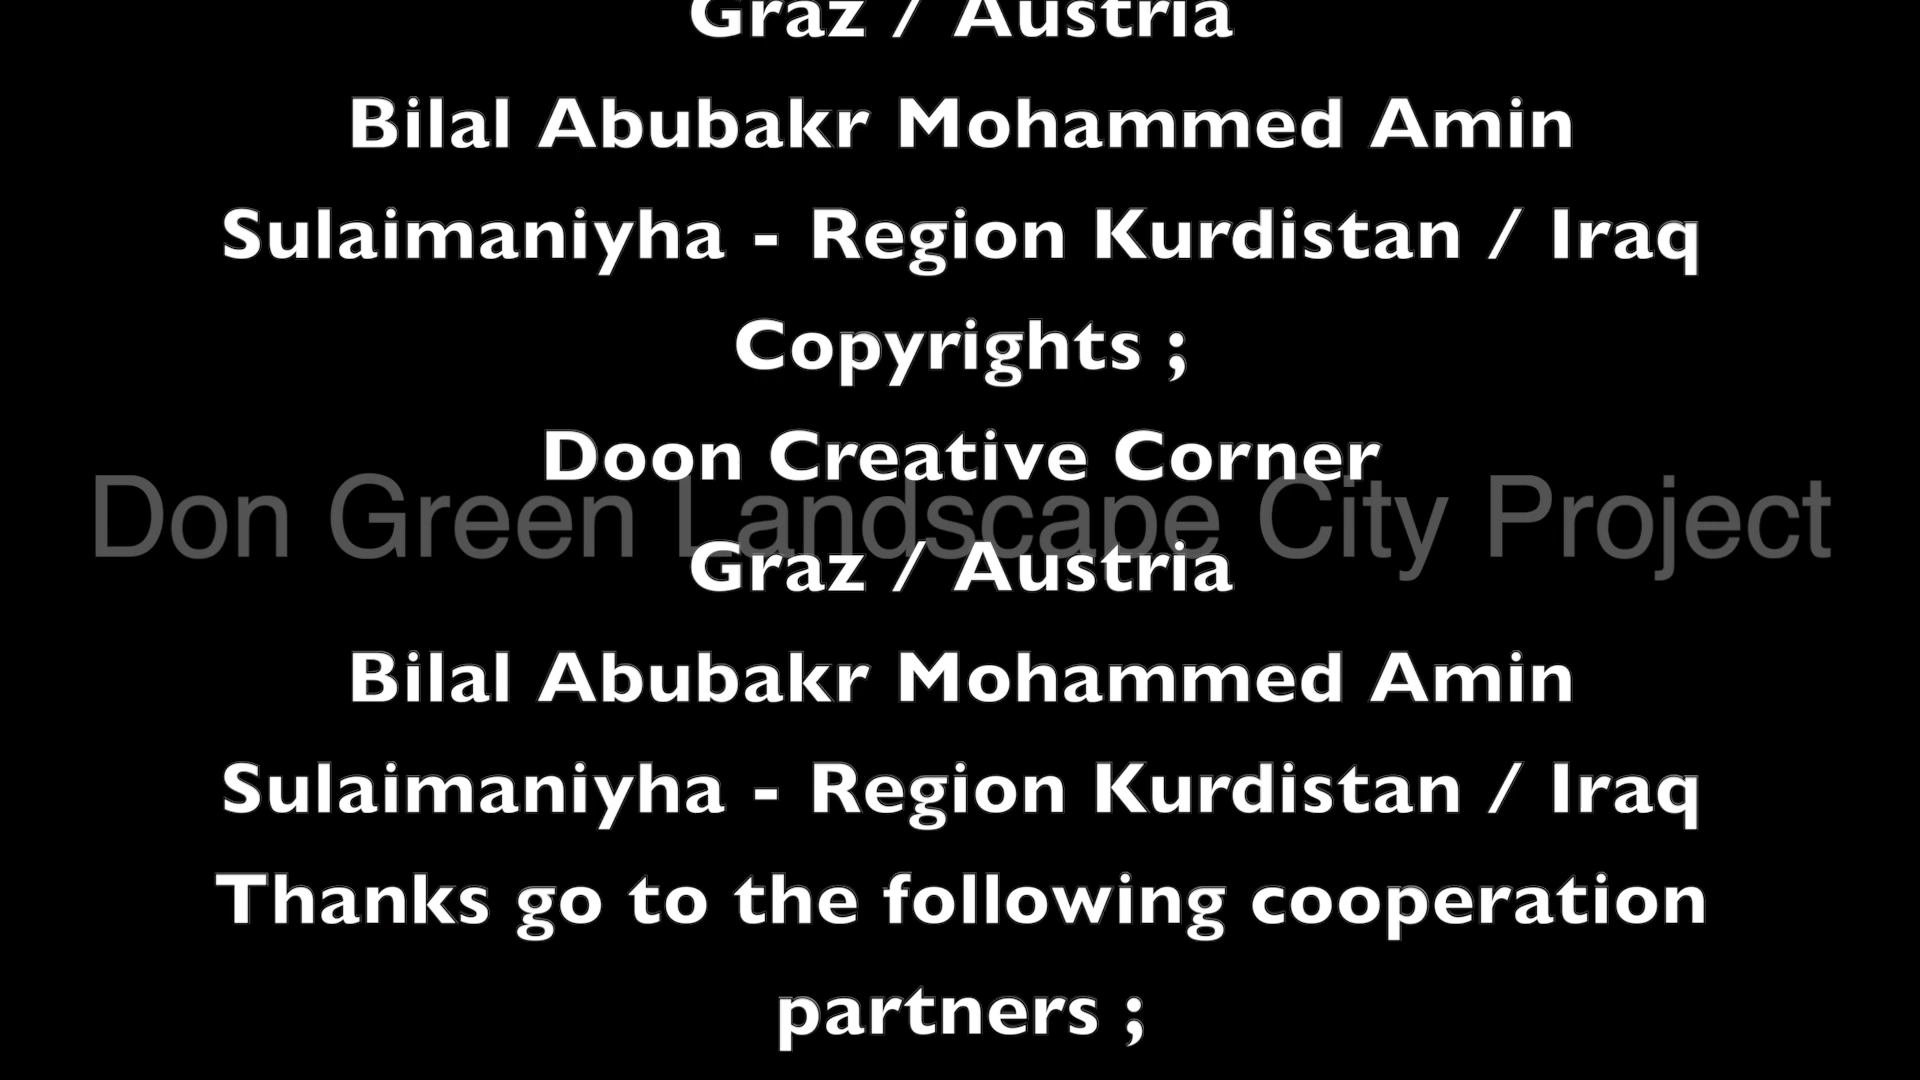 Graz / Austria
Bilal Abubakr Mohammed Amin
Sulaimaniyha - Region Kurdistan / Iraq
Copyrights ;
Doon Creative Corner
Don Green Landscape City Project
Graz / Austria
Bilal Abubakr Mohammed Amin
Sulaimaniyha - Region Kurdistan / Iraq
Thanks go to the following cooperation
partners ;